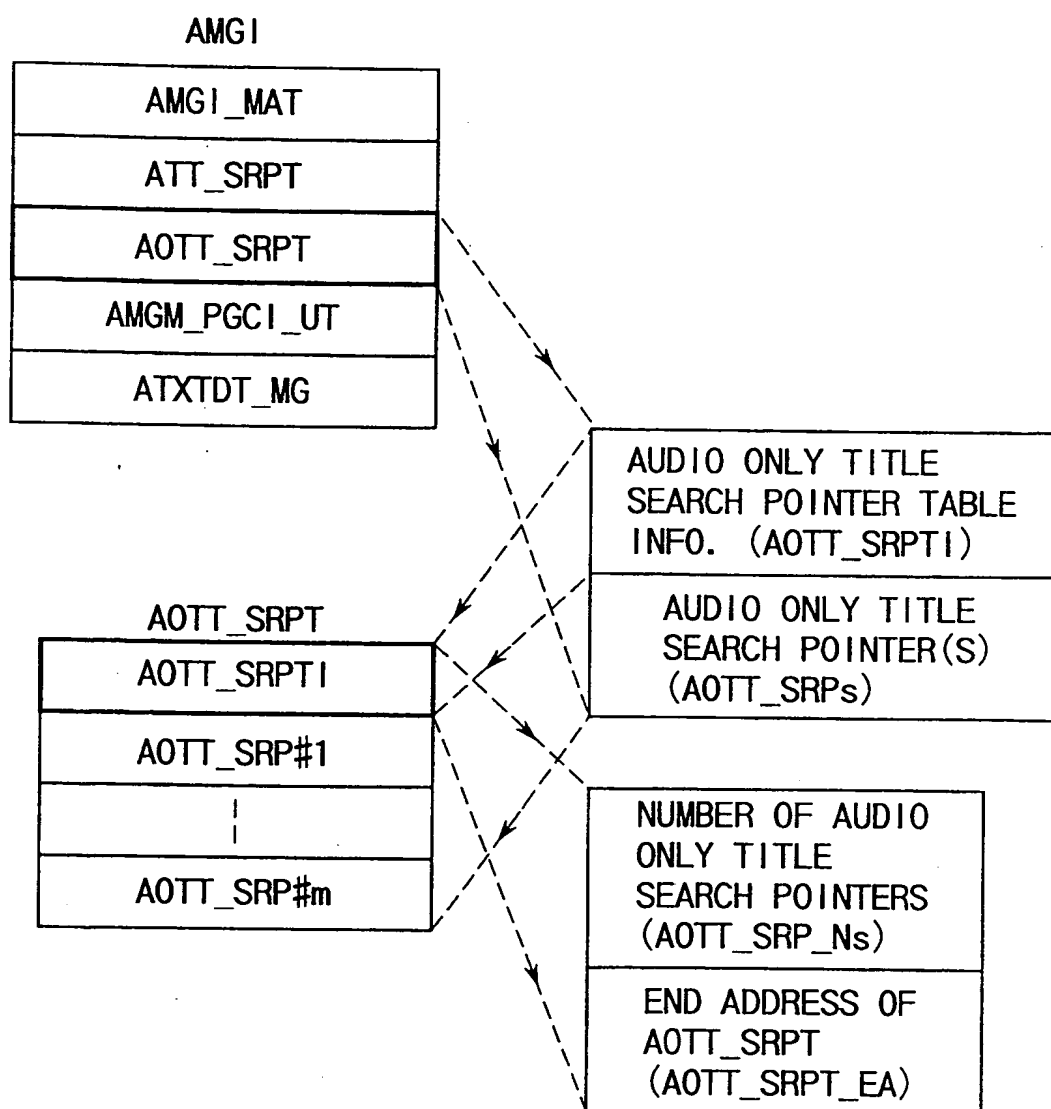 AMGI
AMGI_MAT
ATT_SRPT
AOTT_SRPT
AMGM_PGCI_UT
ATXTDT_MG
AUDIO ONLY TITLE
SEARCH POINTER TABLE
INFO. (AOTT_SRPTI)
AUDIO ONLY TITLE
SEARCH POINTER(S)
(AOTT_SRPs)
AOTT_SRPT
AOTT_SRPTI
AOTT_SRP#1
AOTT_SRP#m
NUMBER OF AUDIO
ONLY TITLE
SEARCH POINTERS
(AOTT_SRP_Ns)
END ADDRESS OF
AOTT_SRPT
(AOTT_SRPT_EA)